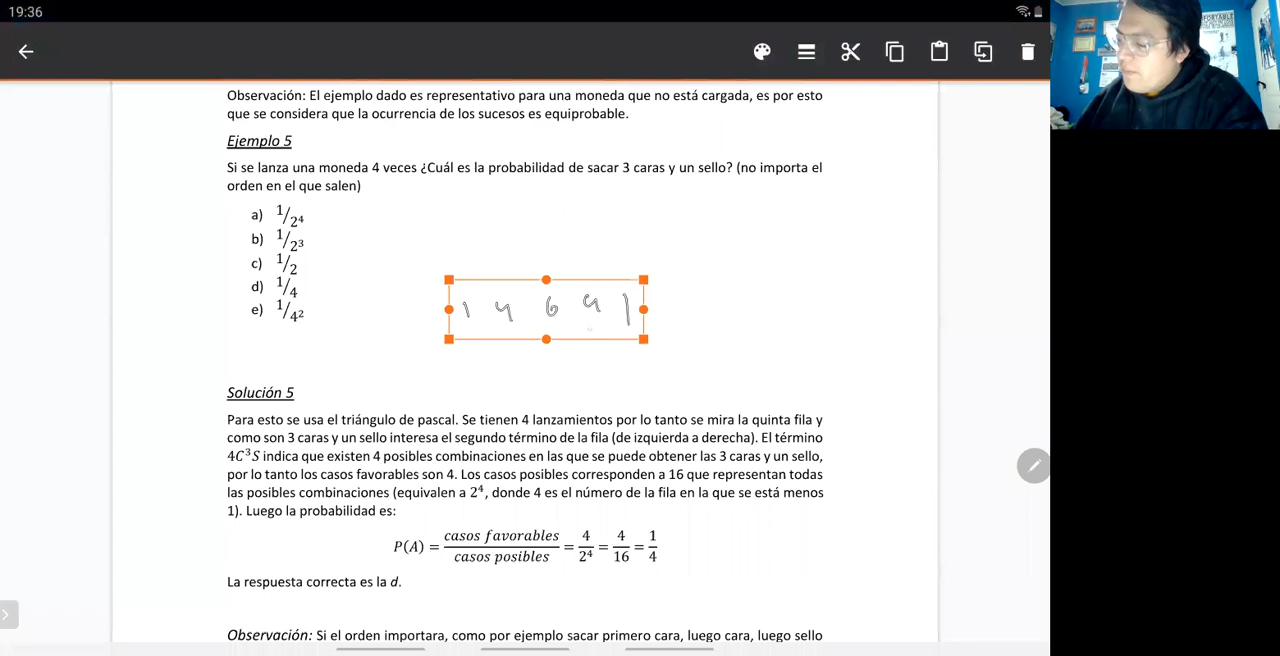 19:36
Observación: El ejemplo dado es representativo para una moneda que no está cargada, es por esto
que se considera que la ocurrencia de los sucesos es equiprobable.
Ejemplo 5
Si se lanza una moneda 4 veces ¿Cuál es la probabilidad de sacar 3 caras y un sello? (no importa el
orden en el que salen)
a) 1/2⁴
b) 1/2³
c) 1/2
d) 1/4
e) 1/4²
1 4 6 4 1
Solución 5
Para esto se usa el triángulo de pascal. Se tienen 4 lanzamientos por lo tanto se mira la quinta fila y
como son 3 caras y un sello interesa el segundo término de la fila (de izquierda a derecha). El término
4C³S indica que existen 4 posibles combinaciones en las que se puede obtener las 3 caras y un sello,
por lo tanto los casos favorables son 4. Los casos posibles corresponden a 16 que representan todas
las posibles combinaciones (equivalen a 2⁴, donde 4 es el número de la fila en la que se está menos
1). Luego la probabilidad es:
P(A) = casos favorables / casos posibles = 4/2⁴ = 4/16 = 1/4
La respuesta correcta es la d.
Observación: Si el orden importara, como por ejemplo sacar primero cara, luego cara, luego sello